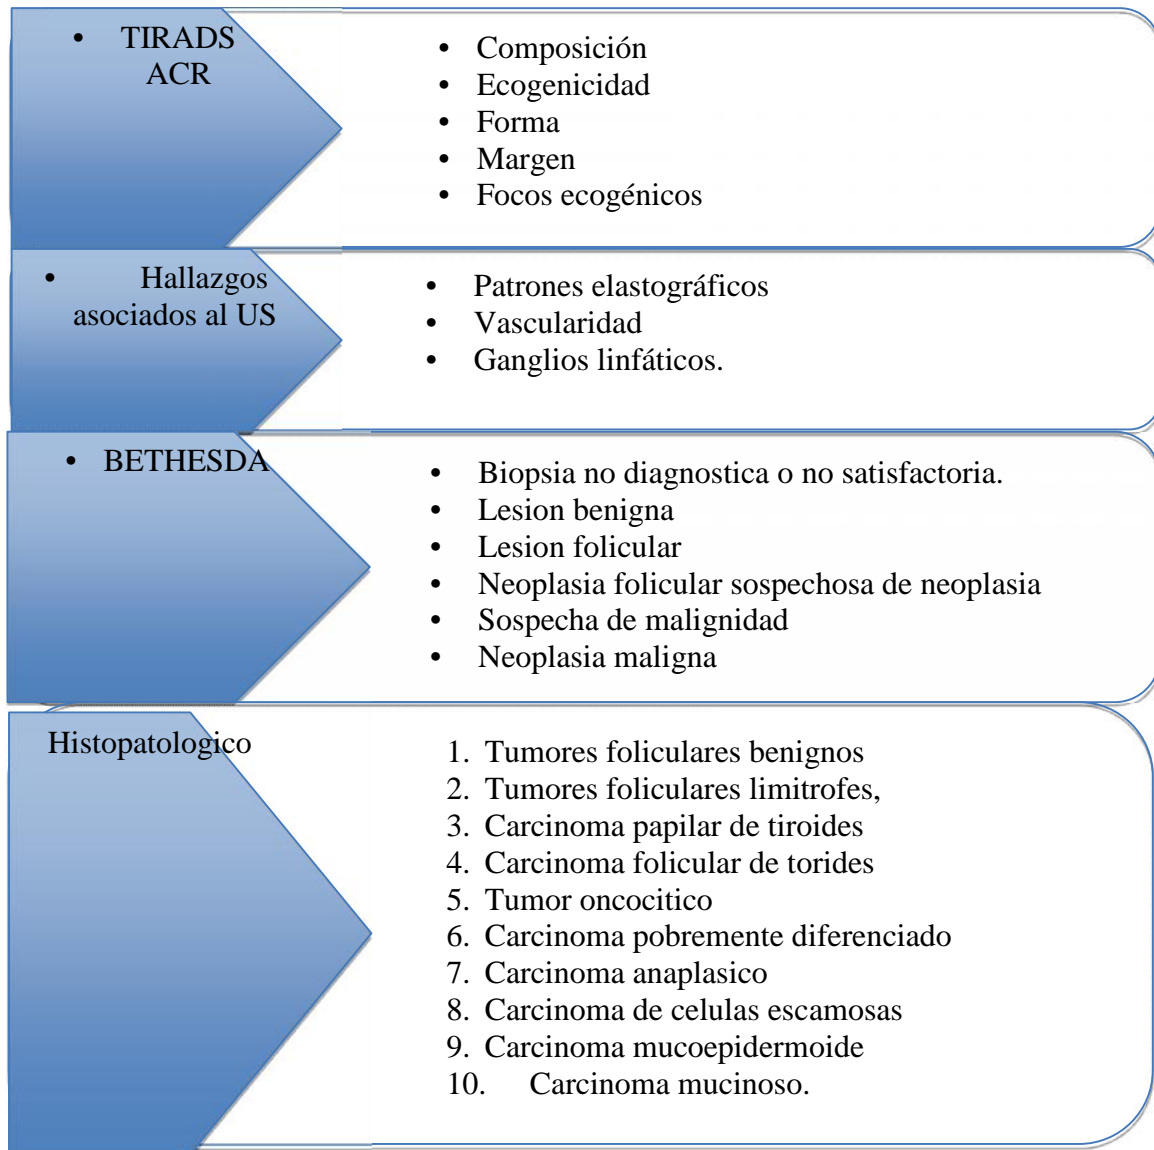 • TIRADS
ACR
• Composición
• Ecogenicidad
• Forma
• Margen
• Focos ecogénicos
• Hallazgos
asociados al US
• Patrones elastográficos
• Vascularidad
• Ganglios linfáticos.
• BETHESDA
• Biopsia no diagnostica o no satisfactoria.
• Lesion benigna
• Lesion folicular
• Neoplasia folicular sospechosa de neoplasia
• Sospecha de malignidad
• Neoplasia maligna
Histopatologico
1. Tumores foliculares benignos
2. Tumores foliculares limitrofes,
3. Carcinoma papilar de tiroides
4. Carcinoma folicular de torides
5. Tumor oncocitico
6. Carcinoma pobremente diferenciado
7. Carcinoma anaplasico
8. Carcinoma de celulas escamosas
9. Carcinoma mucoepidermoide
10. Carcinoma mucinoso.